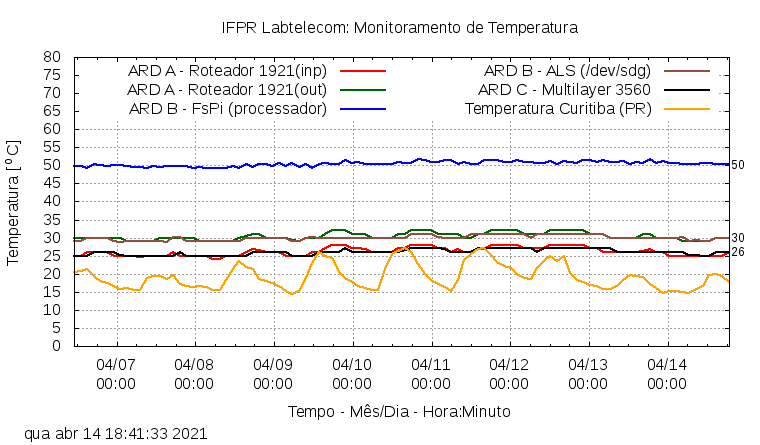 IFPR Labtelecom: Monitoramento de Temperatura
Temperatura [ºC]
80
75
70
65
60
55
50
45
40
35
30
25
20
15
10
5
0
ARD A - Roteador 1921(inp)
ARD A - Roteador 1921(out)
ARD B - FsPi (processador)
ARD B - ALS (/dev/sdg)
ARD C - Multilayer 3560
Temperatura Curitiba (PR)
50
30
26
04/07 04/08 04/09 04/10 04/11 04/12 04/13 04/14
00:00 00:00 00:00 00:00 00:00 00:00 00:00 00:00
Tempo - Mês/Dia - Hora:Minuto
qua abr 14 18:41:33 2021